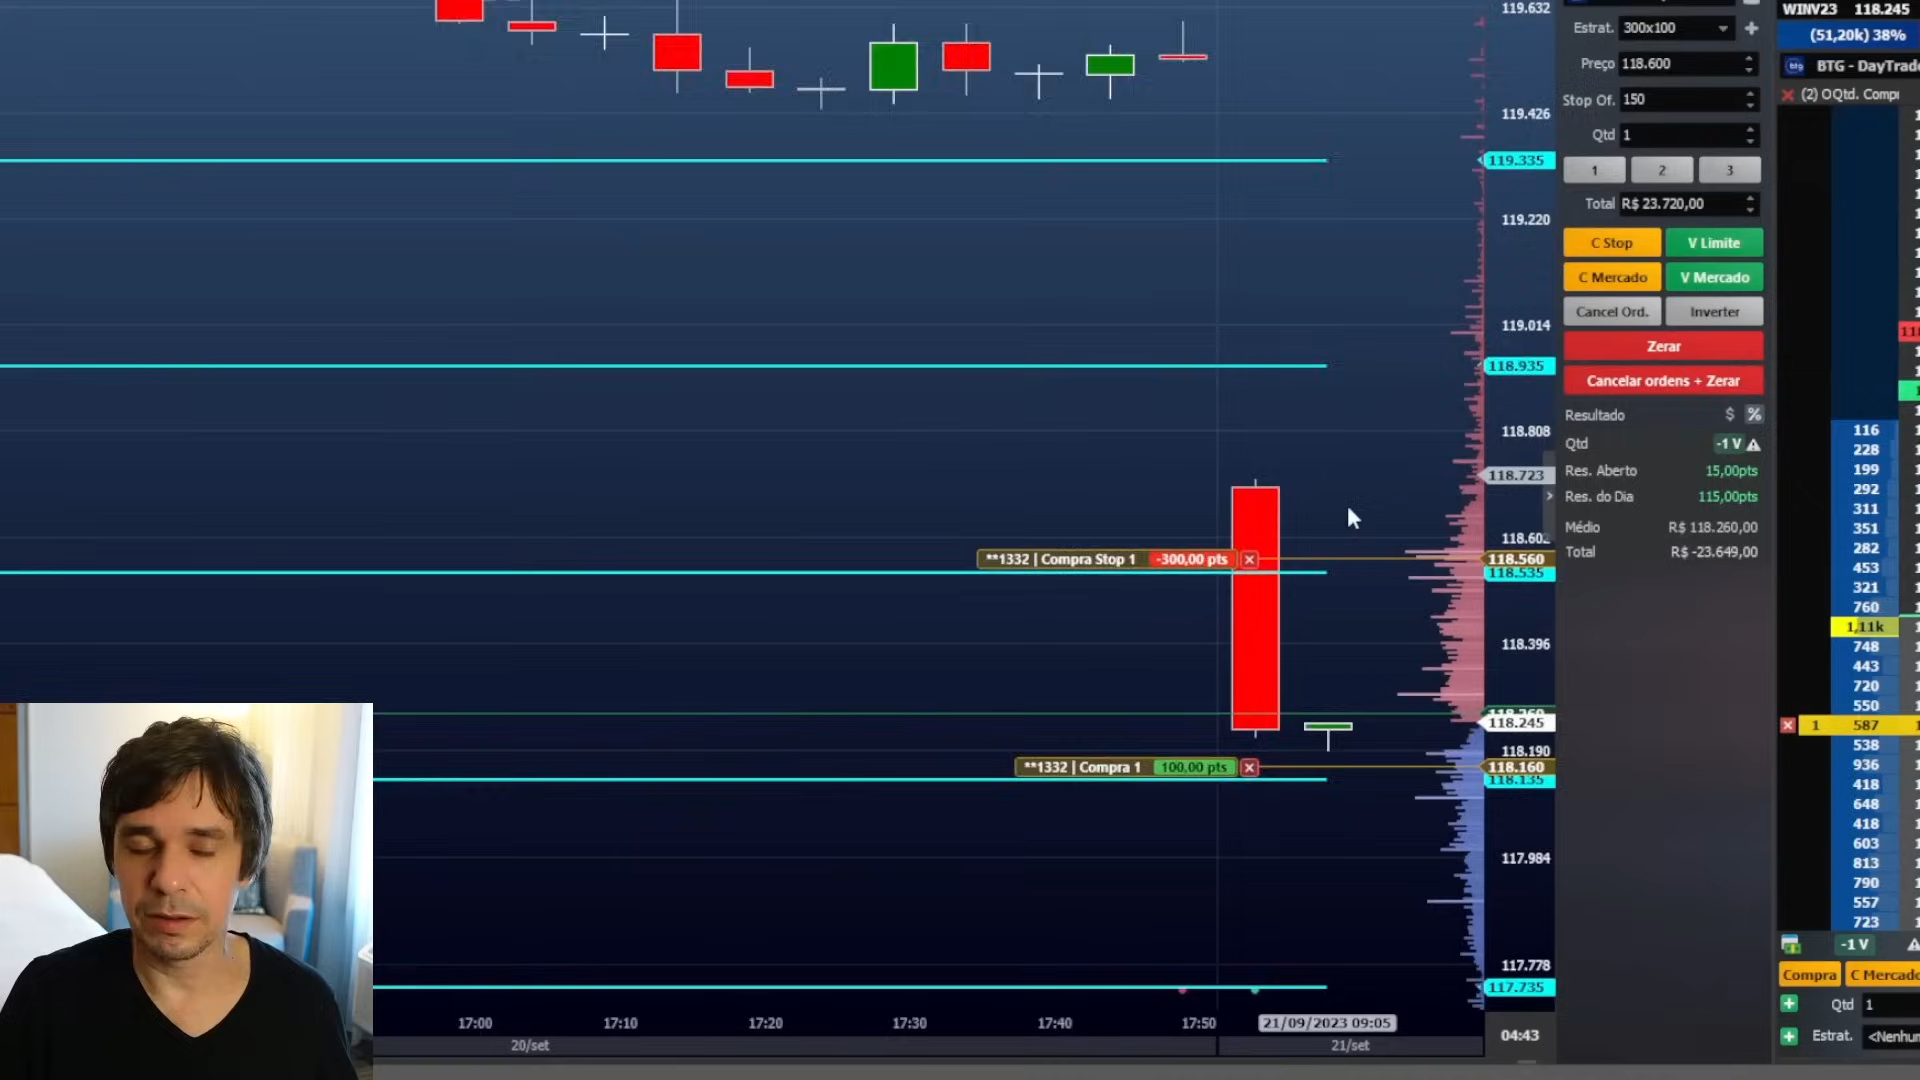 119.632
119.426
119.335
119.220
119.014
118.935
118.808
118.723
118.602
118.560
118.535
118.396
118.245
118.190
118.160
118.135
117.984
117.778
117.735
**1332 | Compra Stop 1 -300,00 pts
**1332 | Compra 1 100,00 pts
17:00 17:10 17:20 17:30 17:40 17:50 21/09/2023 09:05 04:43
20/set 21/set
Estrat. 300x100
Preço 118.600
Stop Of. 150
Qtd 1
1 2 3
Total R$ 23.720,00
C Stop V Limite
C Mercado V Mercado
Cancel Ord. Inverter
Zerar
Cancelar ordens + Zerar
Resultado $ %
Qtd -1 V
Res. Aberto 15,00pts
Res. do Dia 115,00pts
Médio R$ 118.260,00
Total R$ -23.649,00
WINV23 118.245
(51,20k) 38%
BTG - DayTrade
(2) OQtd. Compr
116
228
199
292
311
351
282
453
321
760
1,11k
748
443
720
550
1 587
538
936
418
648
418
603
813
790
557
723
-1 V
Compra C Mercado
Qtd 1
Estrat. <Nenhum